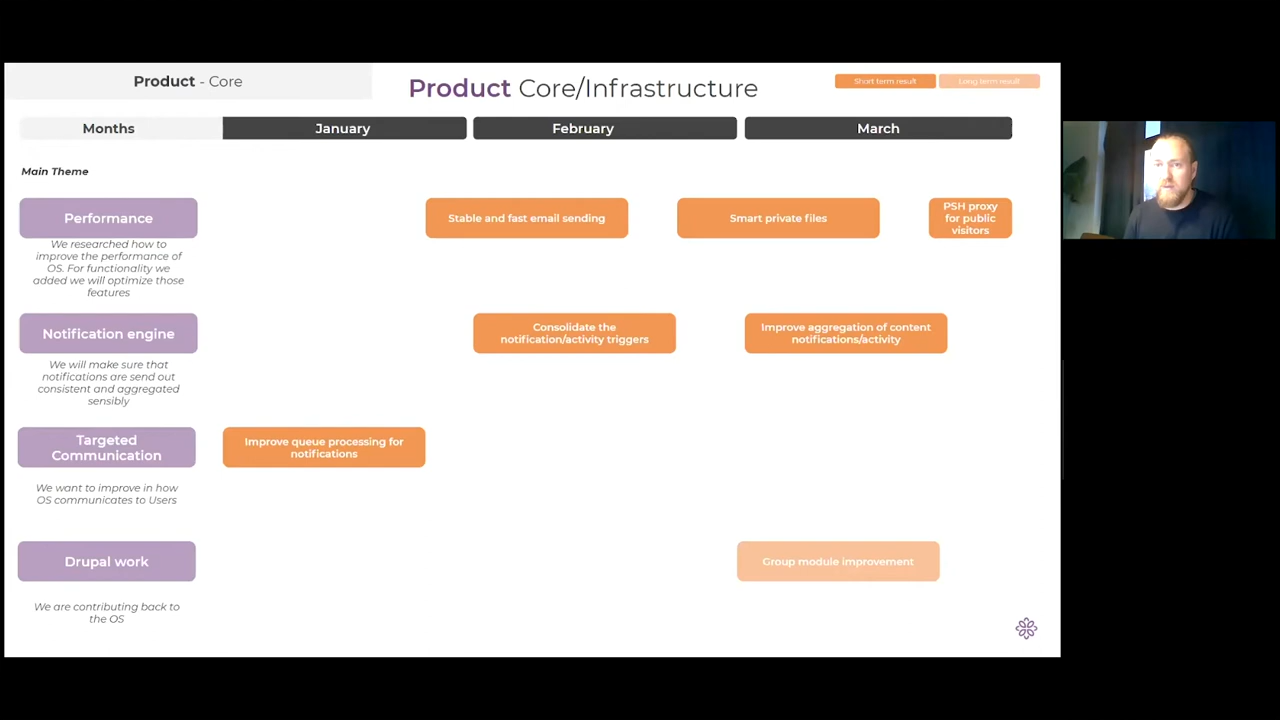 Product - Core
Product Core/Infrastructure
Short term result
Long term result
Months
January
February
March
Main Theme
Performance
Stable and fast email sending
Smart private files
PSH proxy
for public
visitors
We researched how to
improve the performance of
OS. For functionality we
added we will optimize those
features
Notification engine
Consolidate the
notification/activity triggers
Improve aggregation of content
notifications/activity
We will make sure that
notifications are send out
consistent and aggregated
sensibly
Targeted
Communication
Improve queue processing for
notifications
We want to improve in how
OS communicates to Users
Drupal work
Group module improvement
We are contributing back to
the OS